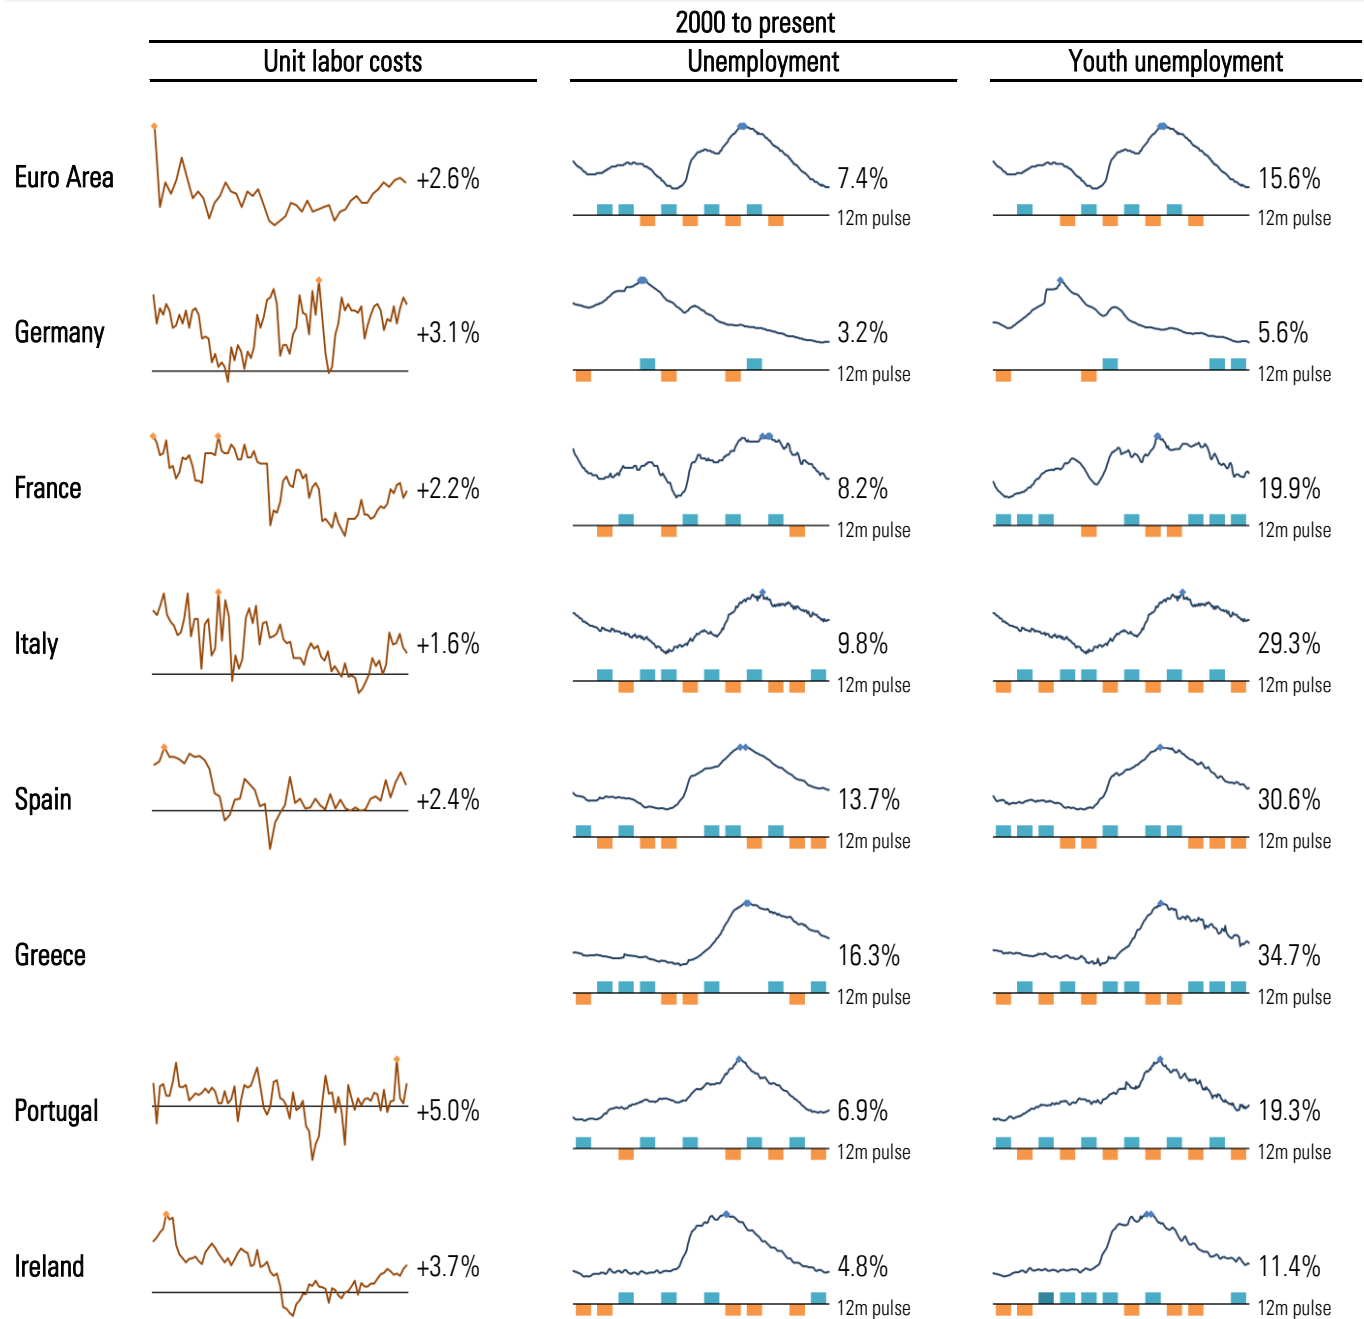 2000 to present
Unit labor costs Unemployment Youth unemployment
Euro Area +2.6% 7.4% 15.6%
12m pulse 12m pulse
Germany +3.1% 3.2% 5.6%
12m pulse 12m pulse
France +2.2% 8.2% 19.9%
12m pulse 12m pulse
Italy +1.6% 9.8% 29.3%
12m pulse 12m pulse
Spain +2.4% 13.7% 30.6%
12m pulse 12m pulse
Greece 16.3% 34.7%
12m pulse 12m pulse
Portugal +5.0% 6.9% 19.3%
12m pulse 12m pulse
Ireland +3.7% 4.8% 11.4%
12m pulse 12m pulse